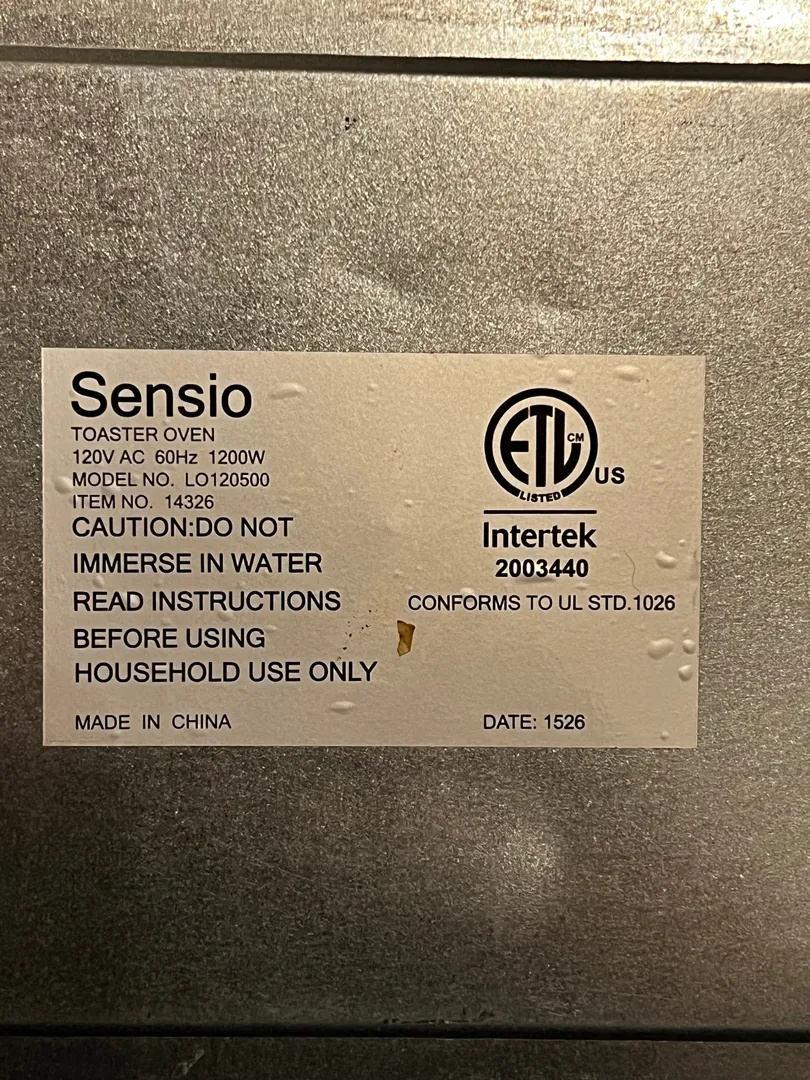 Sensio
TOASTER OVEN
120V AC 60Hz 1200W
MODEL NO. LO120500
ITEM NO. 14326
CAUTION:DO NOT
IMMERSE IN WATER
READ INSTRUCTIONS
BEFORE USING
HOUSEHOLD USE ONLY
MADE IN CHINA
ETL CM
US
LISTED
Intertek
2003440
CONFORMS TO UL STD.1026
DATE: 1526